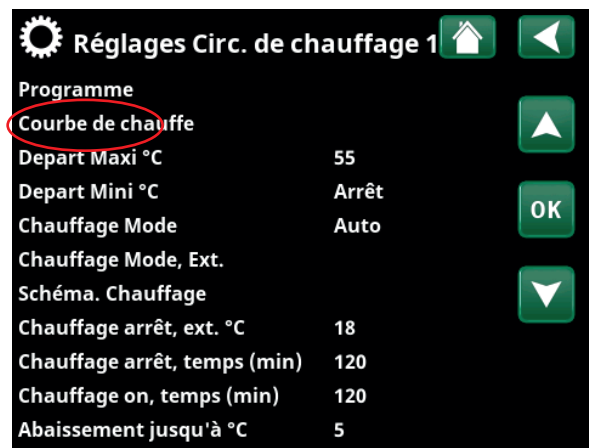 Réglages Circ. de chauffage 1
Programme
Courbe de chauffe
Depart Maxi °C 55
Depart Mini °C Arrêt
OK
Chauffage Mode Auto
Chauffage Mode, Ext.
Schéma. Chauffage
Chauffage arrêt, ext. °C 18
Chauffage arrêt, temps (min) 120
Chauffage on, temps (min) 120
Abaissement jusqu'à °C 5